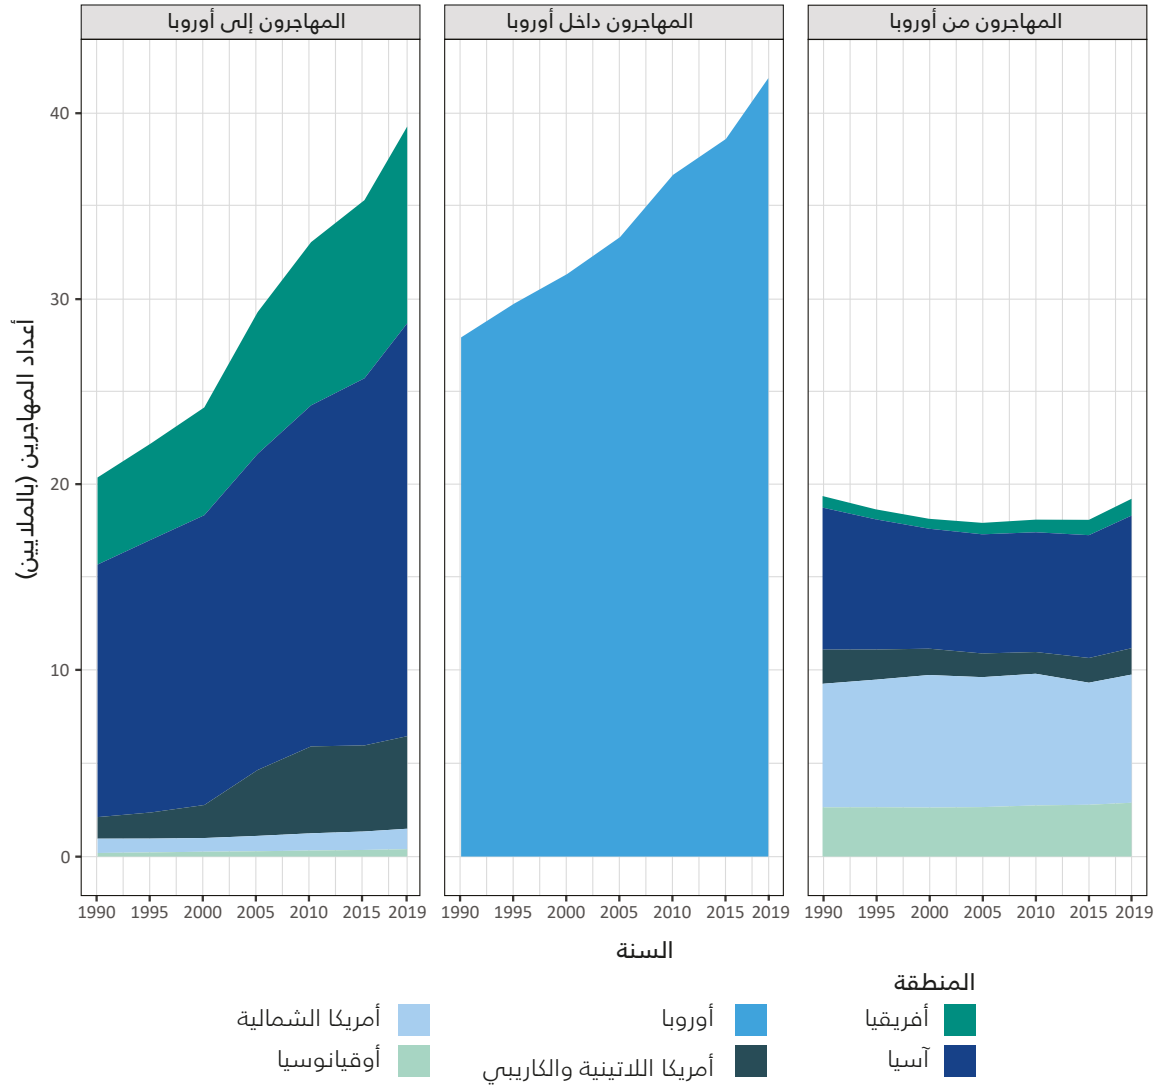 المهاجرون إلى أوروبا
المهاجرون داخل أوروبا
المهاجرون من أوروبا
أعداد المهاجرين (بالملايين)
40
30
20
10
0
1990 1995 2000 2005 2010 2015 2019
1990 1995 2000 2005 2010 2015 2019
1990 1995 2000 2005 2010 2015 2019
السنة
المنطقة
أفريقيا
آسيا
أوروبا
أمريكا اللاتينية والكاريبي
أمريكا الشمالية
أوقيانوسيا